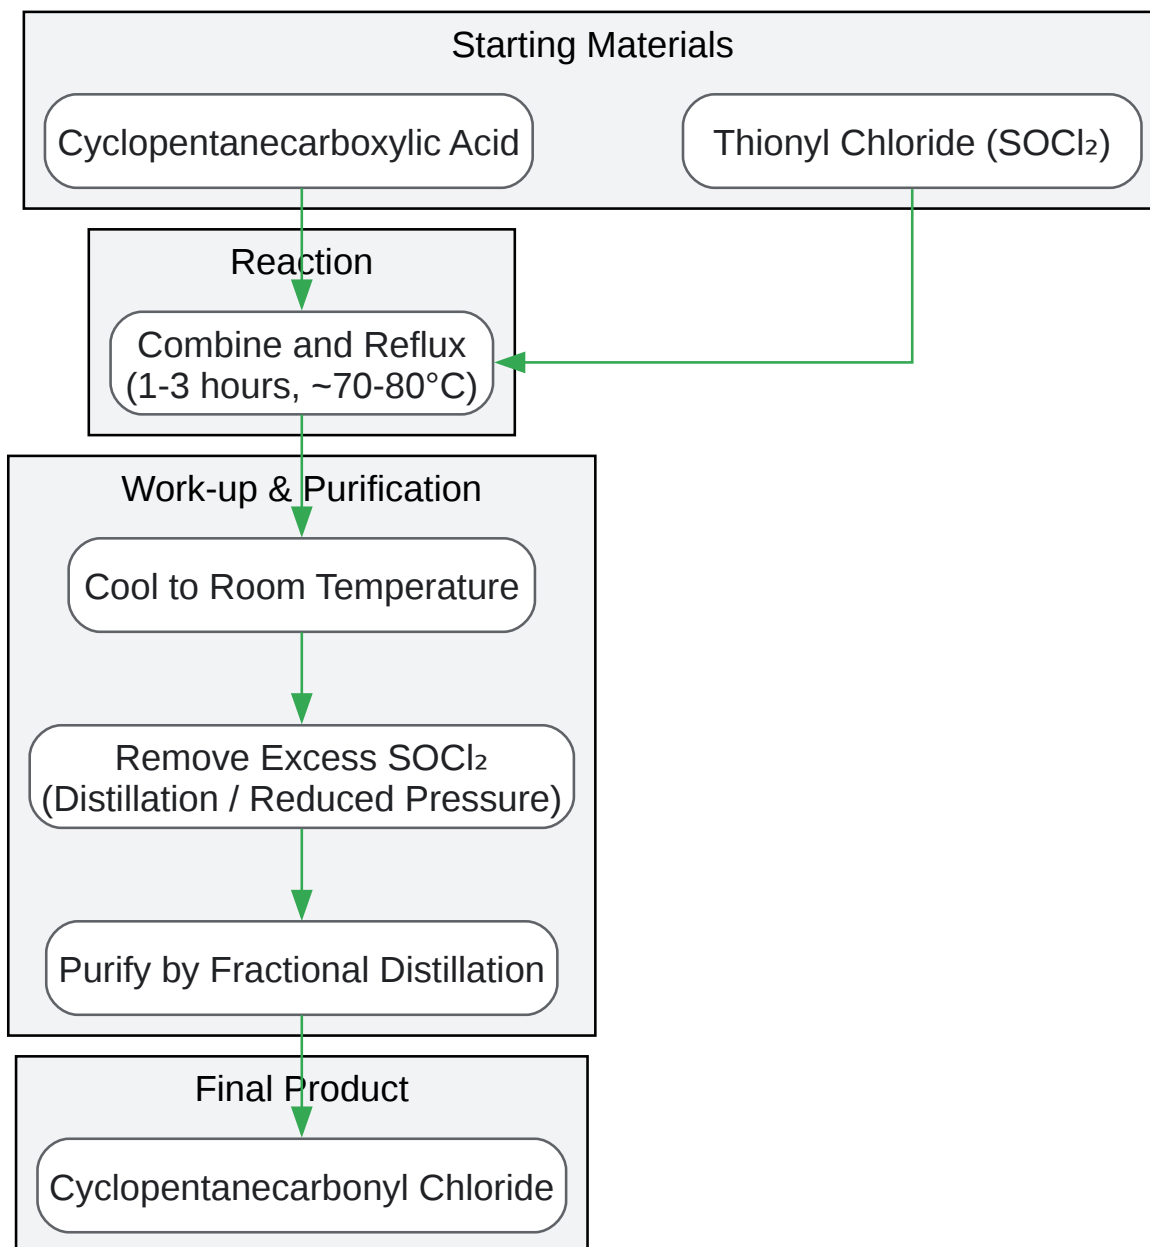 Starting Materials
Cyclopentanecarboxylic Acid
Thionyl Chloride (SOCl₂)
Reaction
Combine and Reflux
(1-3 hours, ~70-80°C)
Work-up & Purification
Cool to Room Temperature
Remove Excess SOCl₂
(Distillation / Reduced Pressure)
Purify by Fractional Distillation
Final Product
Cyclopentanecarbonyl Chloride